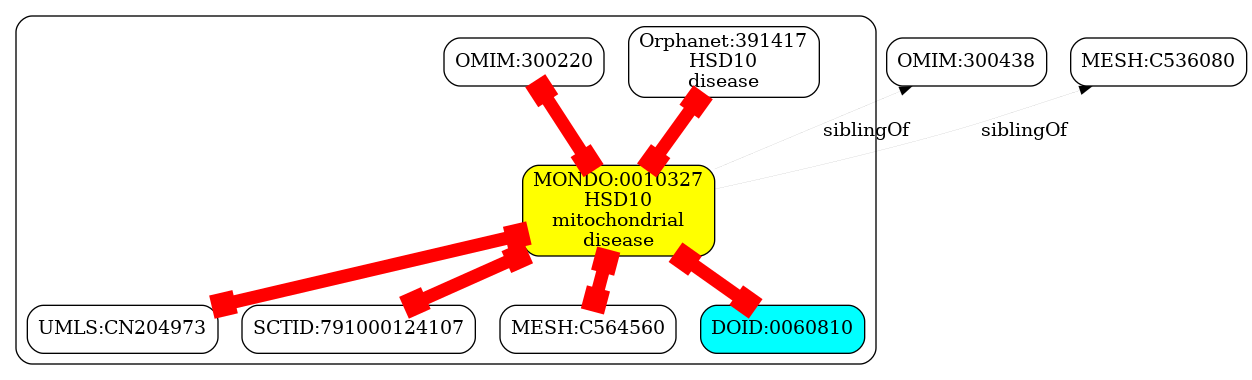 OMIM:300220
Orphanet:391417
HSD10
disease
OMIM:300438
MESH:C536080
siblingOf
siblingOf
MONDO:0010327
HSD10
mitochondrial
disease
UMLS:CN204973
SCTID:791000124107
MESH:C564560
DOID:0060810